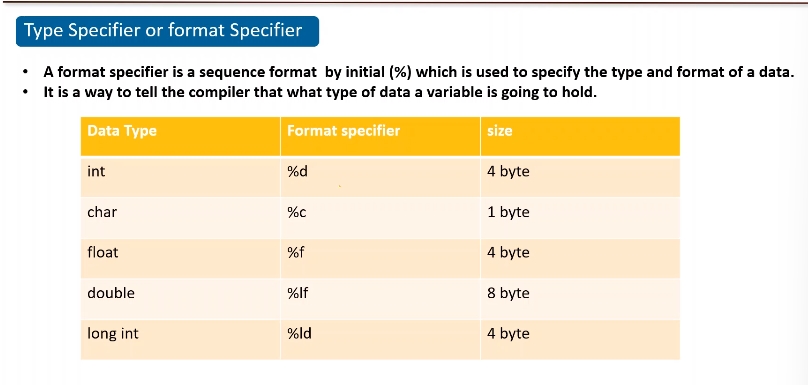 Type Specifier or format Specifier
• A format specifier is a sequence format by initial (%) which is used to specify the type and format of a data.
• It is a way to tell the compiler that what type of data a variable is going to hold.
Data Type Format specifier size
int %d 4 byte
char %c 1 byte
float %f 4 byte
double %lf 8 byte
long int %ld 4 byte